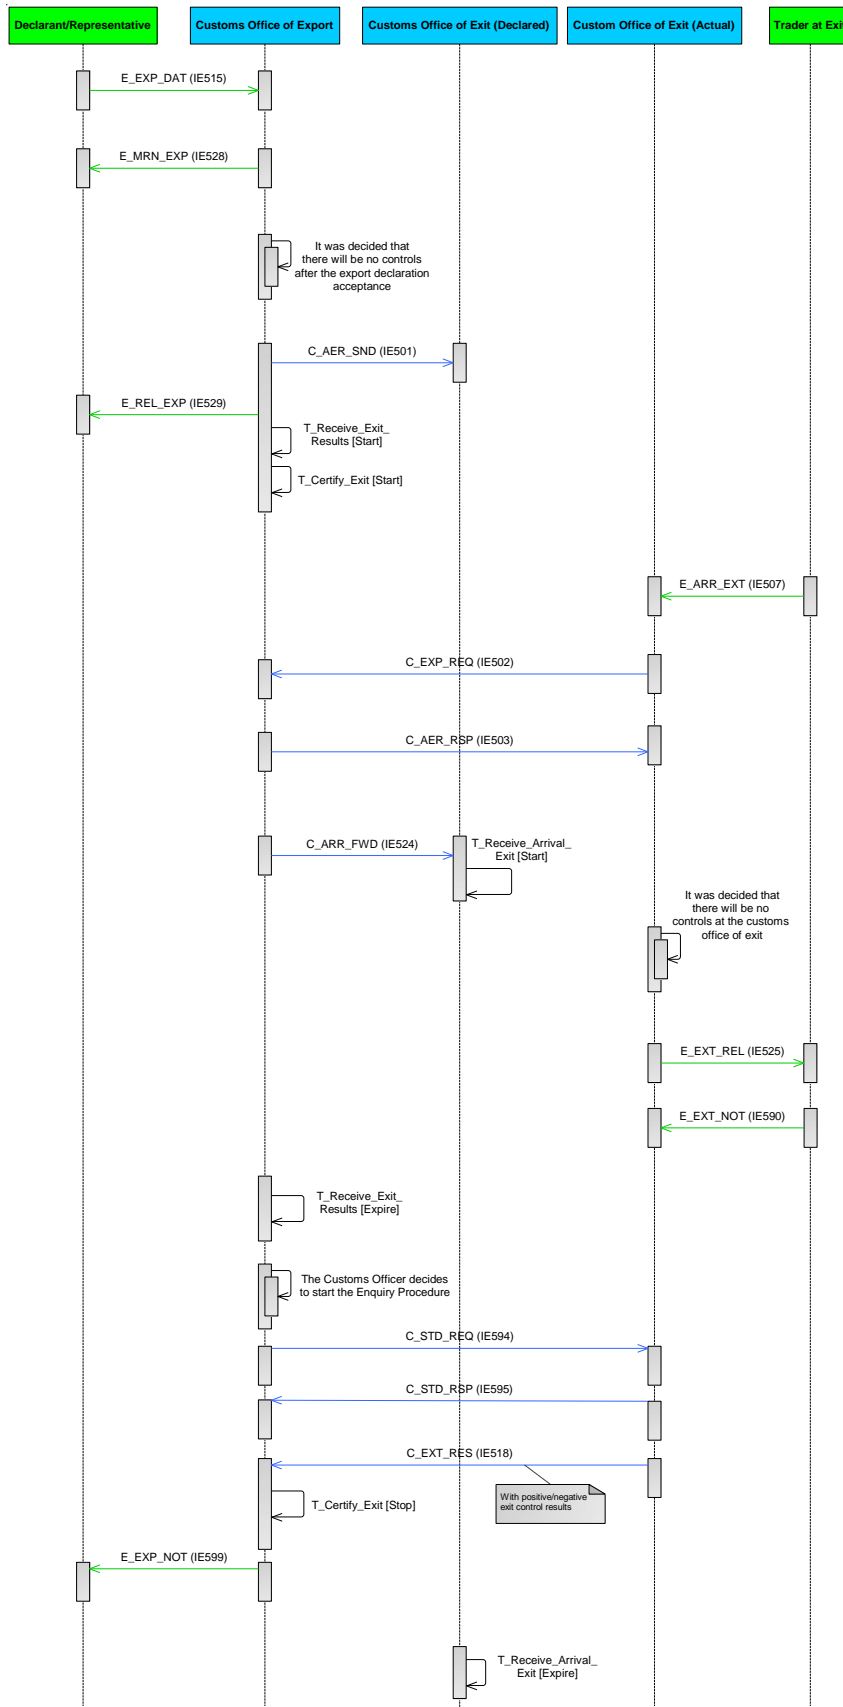 Declarant/Representative
Customs Office of Export
Customs Office of Exit (Declared)
Custom Office of Exit (Actual)
Trader at Exi
E_EXP_DAT (IE515)
E_MRN_EXP (IE528)
It was decided that
there will be no controls
after the export declaration
acceptance
C_AER_SND (IE501)
E_REL_EXP (IE529)
T_Receive_Exit_
Results [Start]
T_Certify_Exit [Start]
E_ARR_EXT (IE507)
C_EXP_REQ (IE502)
C_AER_RSP (IE503)
C_ARR_FWD (IE524)
T_Receive_Arrival_
Exit [Start]
It was decided that
there will be no
controls at the customs
office of exit
E_EXT_REL (IE525)
E_EXT_NOT (IE590)
T_Receive_Exit_
Results [Expire]
The Customs Officer decides
to start the Enquiry Procedure
C_STD_REQ (IE594)
C_STD_RSP (IE595)
C_EXT_RES (IE518)
With positive/negative
exit control results
T_Certify_Exit [Stop]
E_EXP_NOT (IE599)
T_Receive_Arrival_
Exit [Expire]